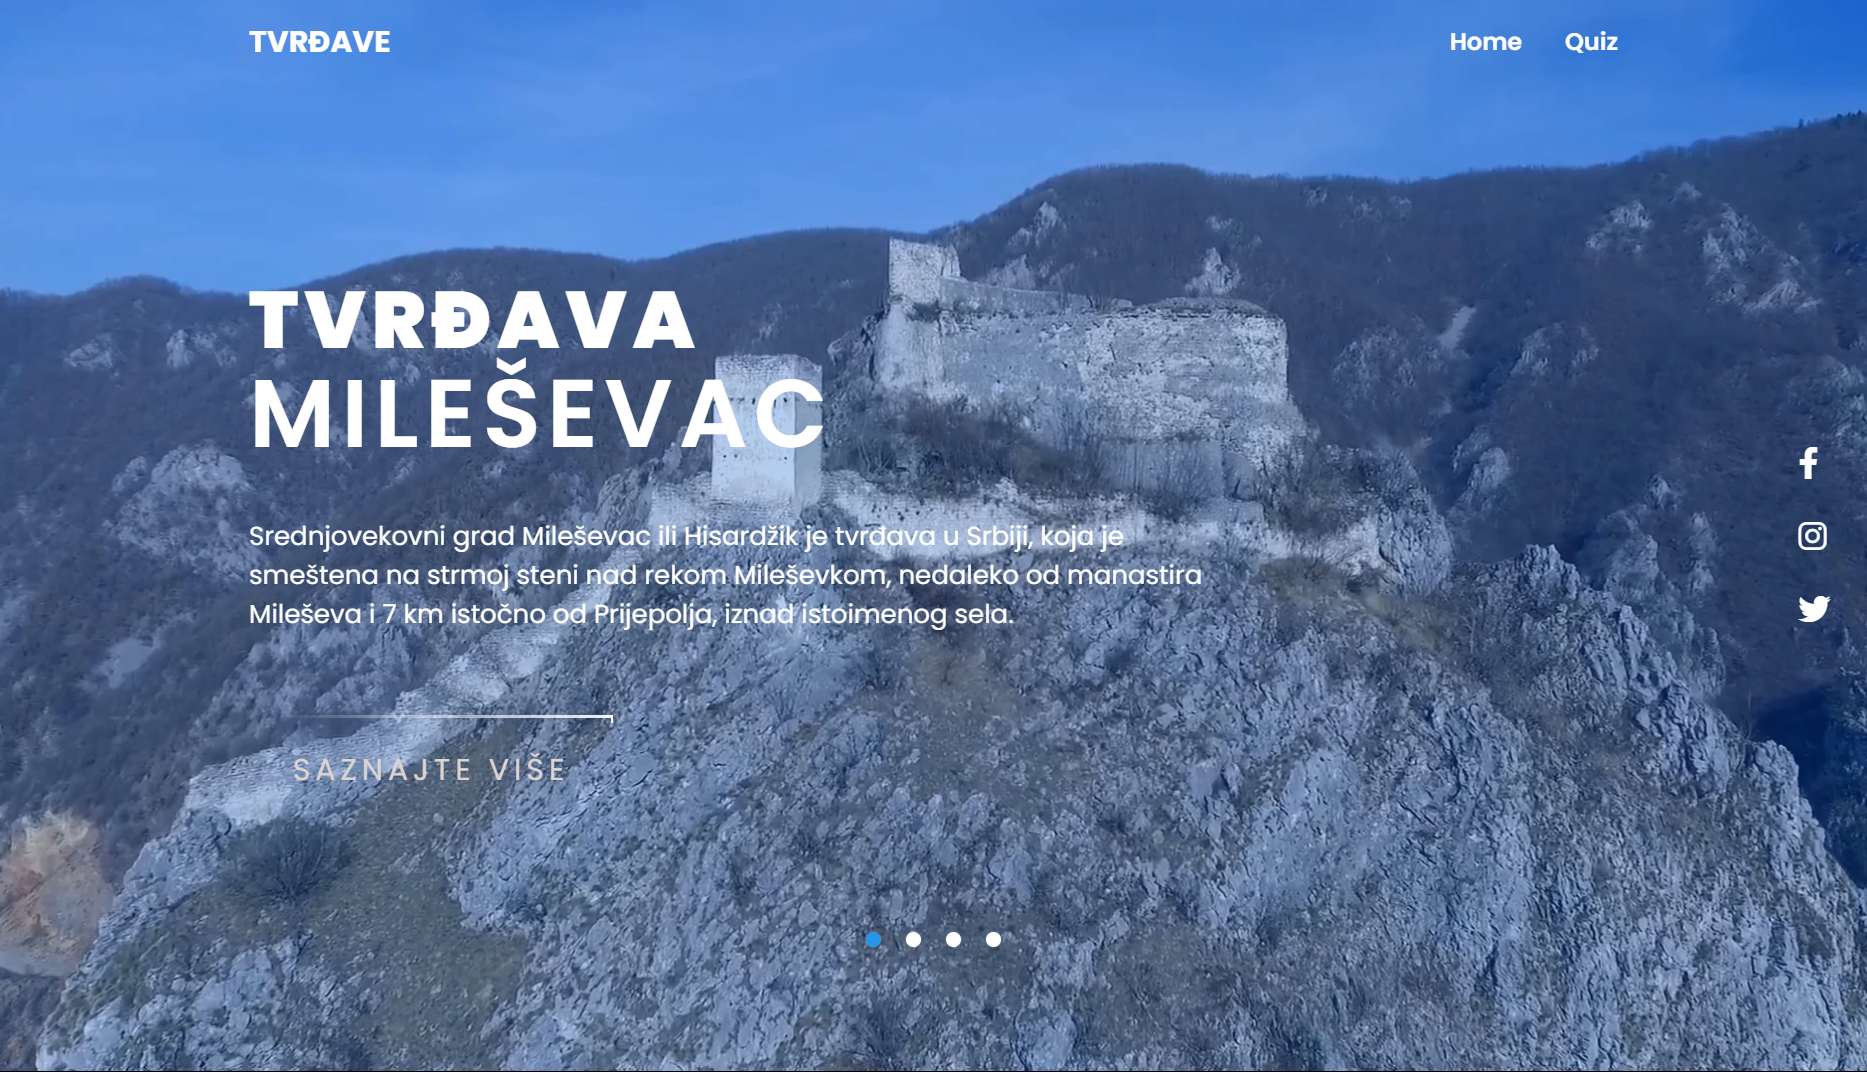 TVRĐAVE
Home
Quiz
TVRĐAVA
MILEŠEVAC
Srednjovekovni grad Mileševac ili Hisardžik je tvrđava u Srbiji, koja je
smeštena na strmoj steni nad rekom Mileševkom, nedaleko od manastira
Mileševa i 7 km istočno od Prijepolja, iznad istoimenog sela.
SAZNAJTE VIŠE